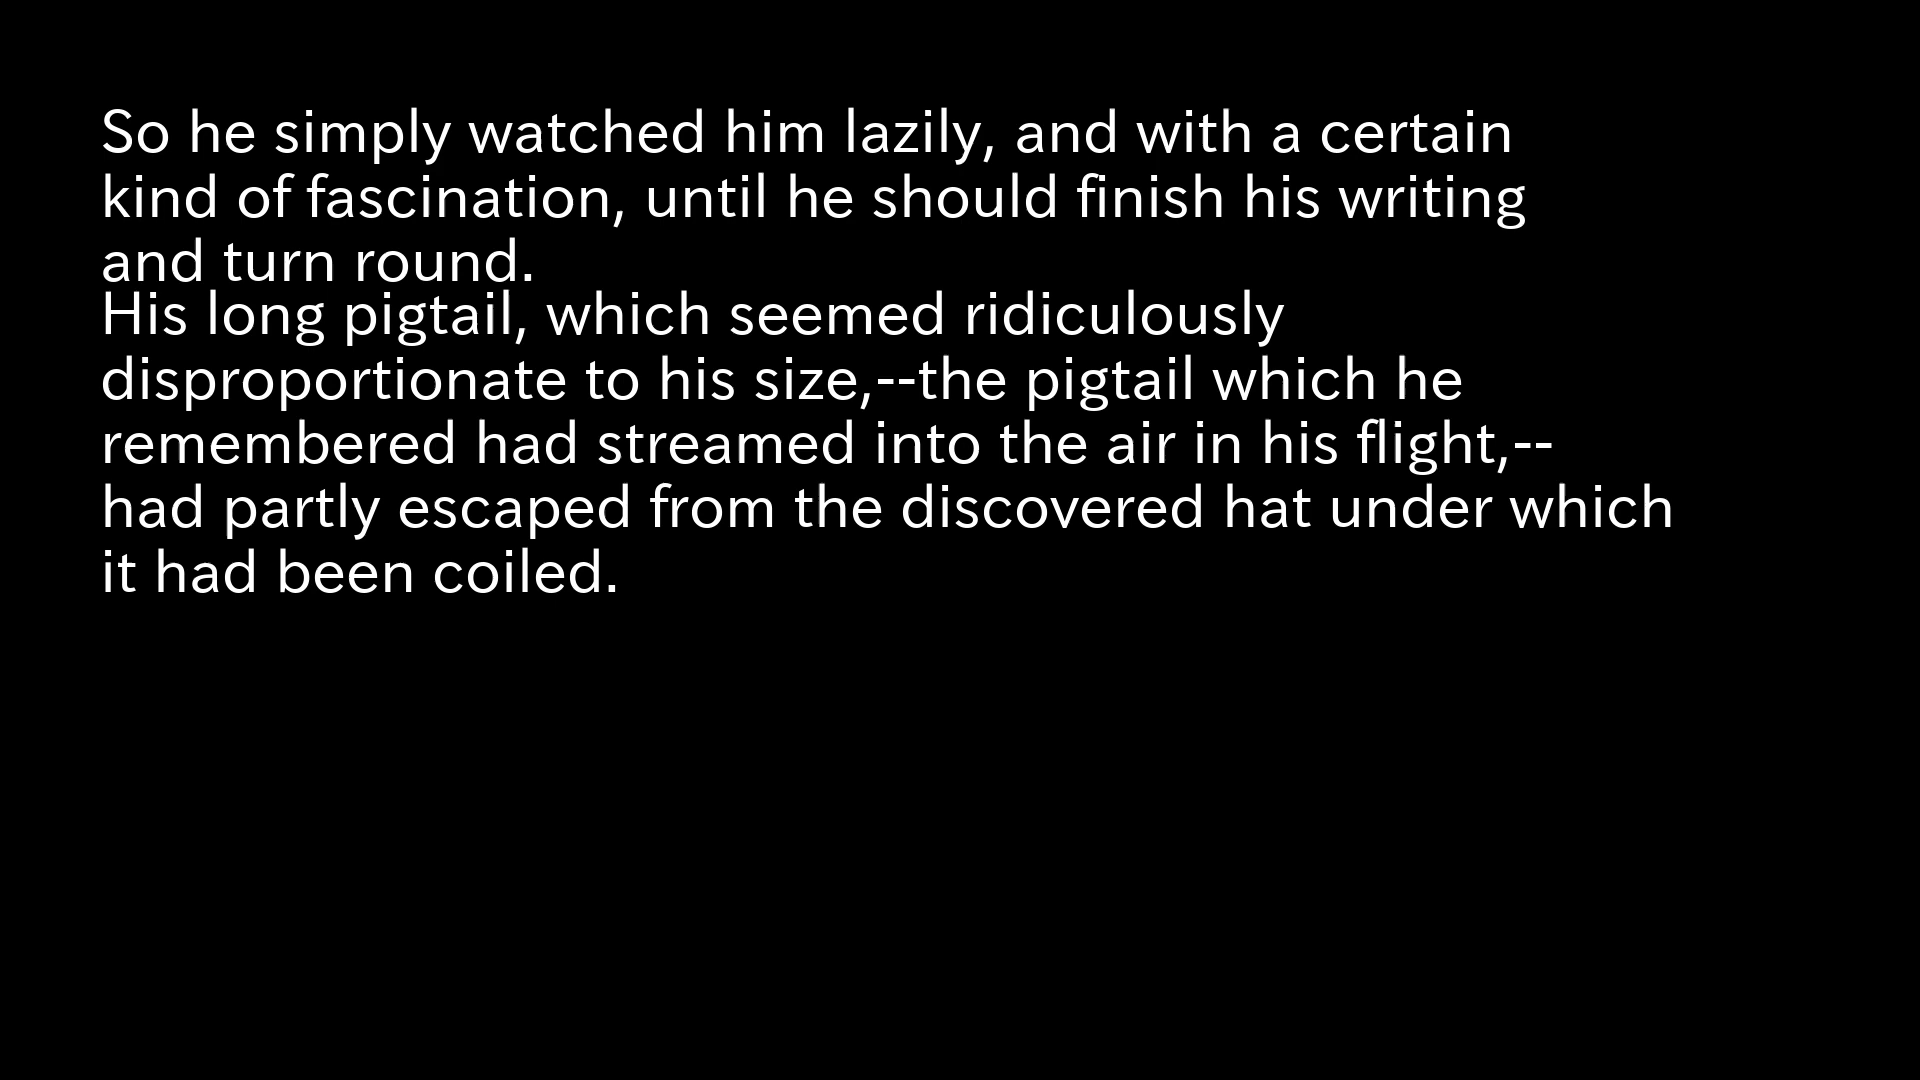 So he simply watched him lazily, and with a certain
kind of fascination, until he should finish his writing
and turn round.
His long pigtail, which seemed ridiculously
disproportionate to his size,--the pigtail which he
remembered had streamed into the air in his flight,--
had partly escaped from the discovered hat under which
it had been coiled.